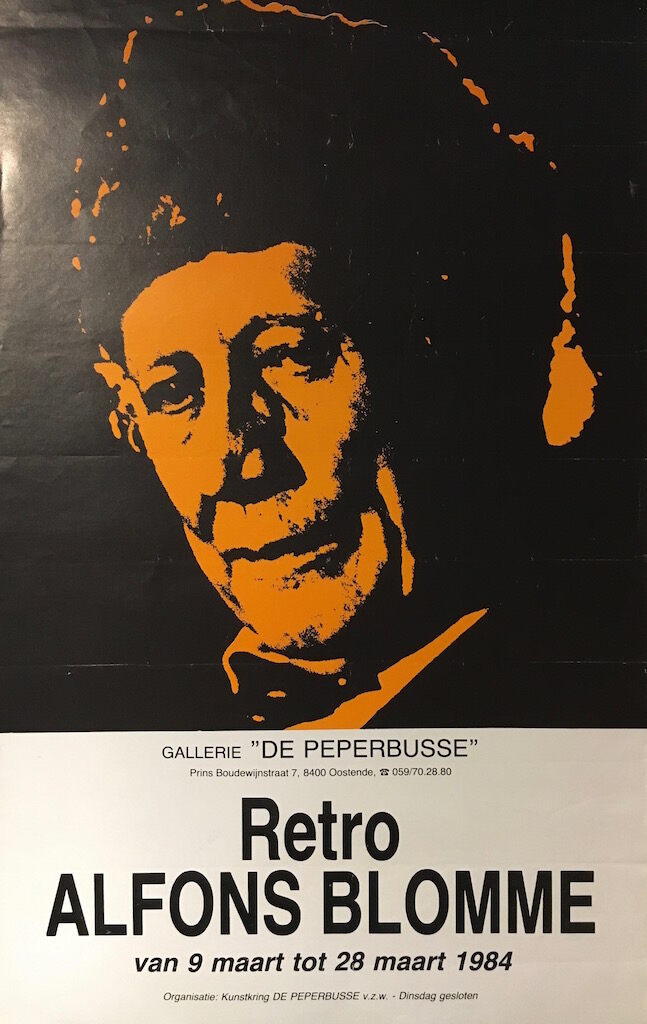 GALLERIE "DE PEPERBUSSE"
Prins Boudewijnstraat 7, 8400 Oostende, ☎ 059/70.28.80
Retro
ALFONS BLOMME
van 9 maart tot 28 maart 1984
Organisatie: Kunstkring DE PEPERBUSSE v.z.w. - Dinsdag gesloten